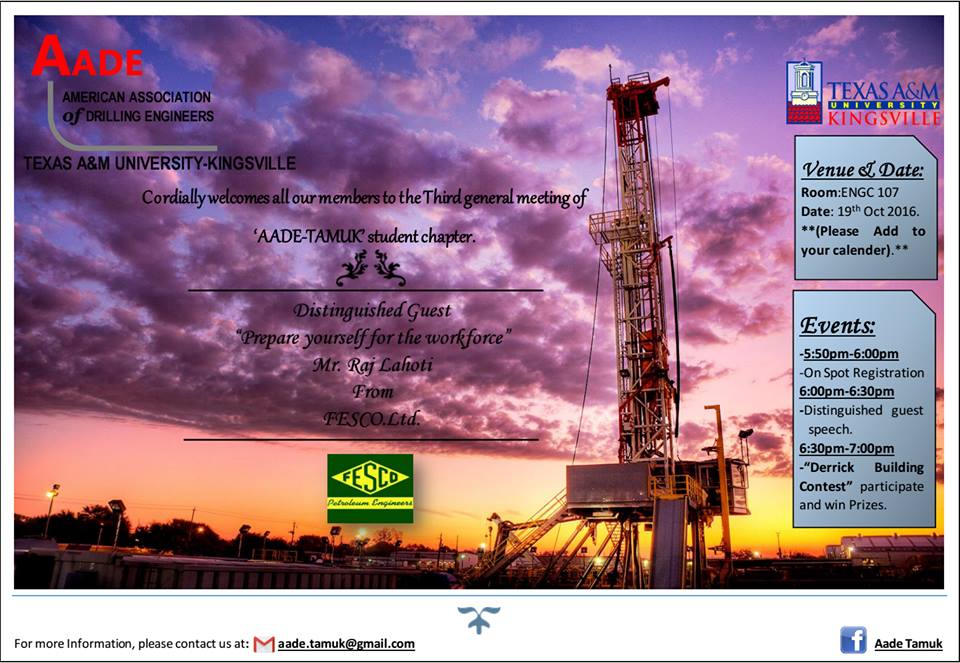 AADE
AMERICAN ASSOCIATION
of DRILLING ENGINEERS
TEXAS A&M UNIVERSITY-KINGSVILLE
Cordially welcomes all our members to the Third general meeting of
‘AADE-TAMUK’ student chapter.
Distinguished Guest
“Prepare yourself for the workforce”
Mr. Raj Lahoti
From
FESCO.Ltd.
FESCO
Petroleum Engineers
TEXAS A&M
UNIVERSITY
KINGSVILLE
Venue & Date:
Room:ENGC 107
Date: 19th Oct 2016.
**(Please Add to
your calender).**
Events:
-5:50pm-6:00pm
-On Spot Registration
6:00pm-6:30pm
-Distinguished guest
speech.
6:30pm-7:00pm
-“Derrick Building
Contest” participate
and win Prizes.
For more Information, please contact us at: aade.tamuk@gmail.com
Aade Tamuk